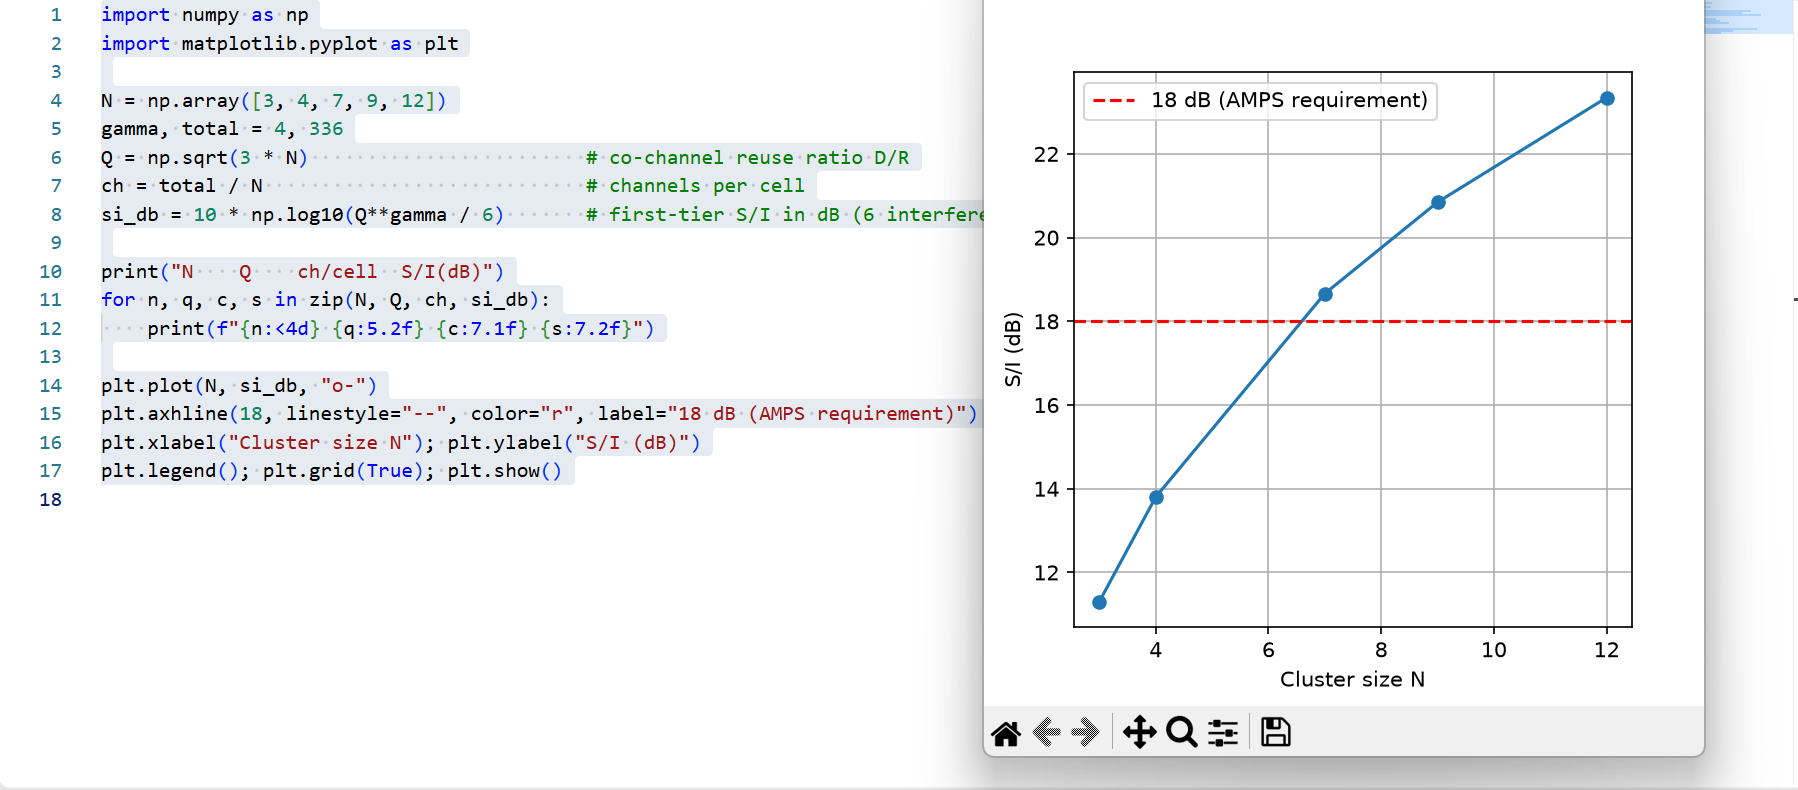 1 import numpy as np
2 import matplotlib.pyplot as plt
3
4 N = np.array([3, 4, 7, 9, 12])
5 gamma, total = 4, 336
6 Q = np.sqrt(3 * N) # co-channel reuse ratio D/R
7 ch = total / N # channels per cell
8 si_db = 10 * np.log10(Q**gamma / 6) # first-tier S/I in dB (6 interfere
9
10 print("N    Q    ch/cell  S/I(dB)")
11 for n, q, c, s in zip(N, Q, ch, si_db):
12     print(f"{n:<4d} {q:5.2f} {c:7.1f} {s:7.2f}")
13
14 plt.plot(N, si_db, "o-")
15 plt.axhline(18, linestyle="--", color="r", label="18 dB (AMPS requirement)")
16 plt.xlabel("Cluster size N"); plt.ylabel("S/I (dB)")
17 plt.legend(); plt.grid(True); plt.show()
18
18 dB (AMPS requirement)
22
20
18
16
14
12
S/I (dB)
4 6 8 10 12
Cluster size N